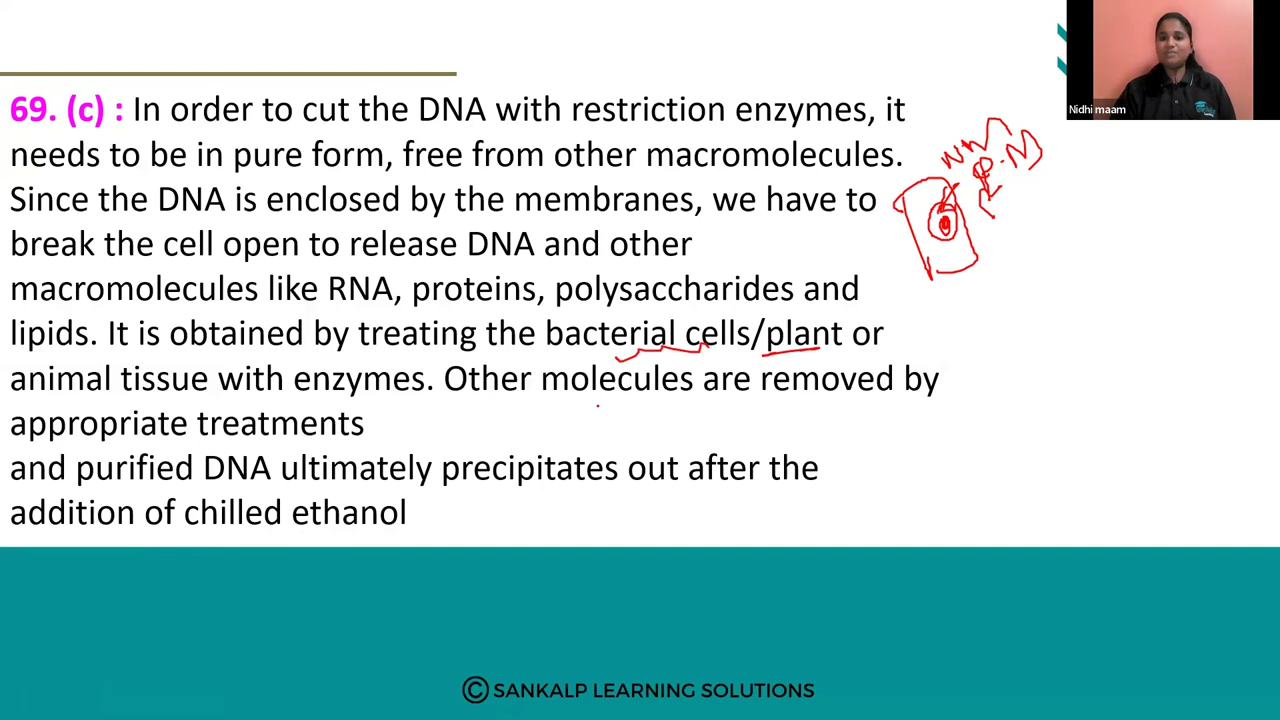 69. (c) : In order to cut the DNA with restriction enzymes, it
needs to be in pure form, free from other macromolecules.
Since the DNA is enclosed by the membranes, we have to
break the cell open to release DNA and other
macromolecules like RNA, proteins, polysaccharides and
lipids. It is obtained by treating the bacterial cells/plant or
animal tissue with enzymes. Other molecules are removed by
appropriate treatments
and purified DNA ultimately precipitates out after the
addition of chilled ethanol
Nidhi maam
© SANKALP LEARNING SOLUTIONS